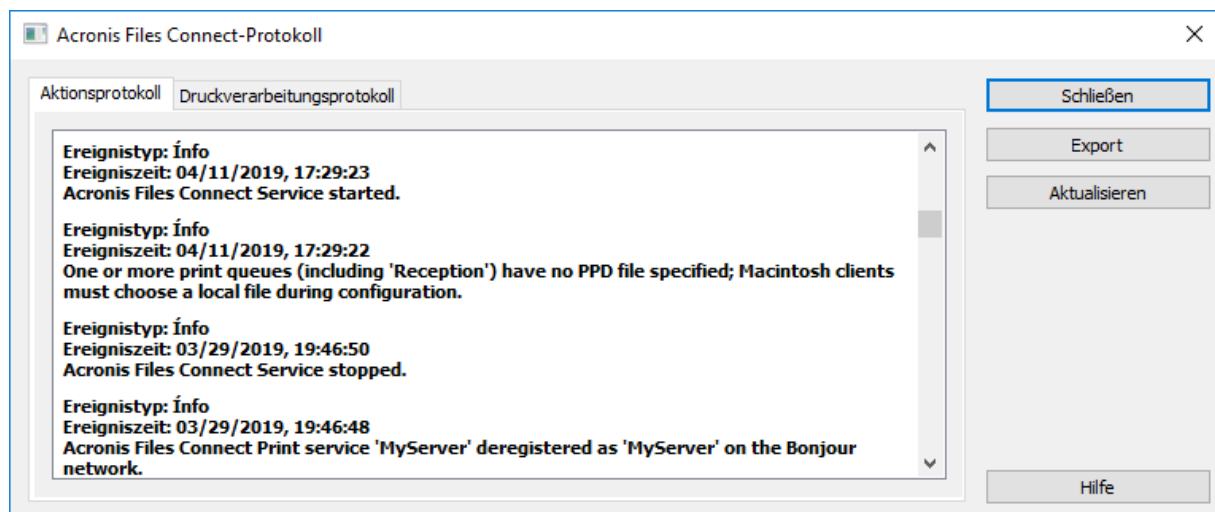 Acronis Files Connect-Protokoll
Aktionsprotokoll
Druckverarbeitungsprotokoll
Ereignistyp: Ínfo
Ereigniszeit: 04/11/2019, 17:29:23
Acronis Files Connect Service started.
Ereignistyp: Ínfo
Ereigniszeit: 04/11/2019, 17:29:22
One or more print queues (including 'Reception') have no PPD file specified; Macintosh clients
must choose a local file during configuration.
Ereignistyp: Ínfo
Ereigniszeit: 03/29/2019, 19:46:50
Acronis Files Connect Service stopped.
Ereignistyp: Ínfo
Ereigniszeit: 03/29/2019, 19:46:48
Acronis Files Connect Print service 'MyServer' deregistered as 'MyServer' on the Bonjour
network.
Schließen
Export
Aktualisieren
Hilfe